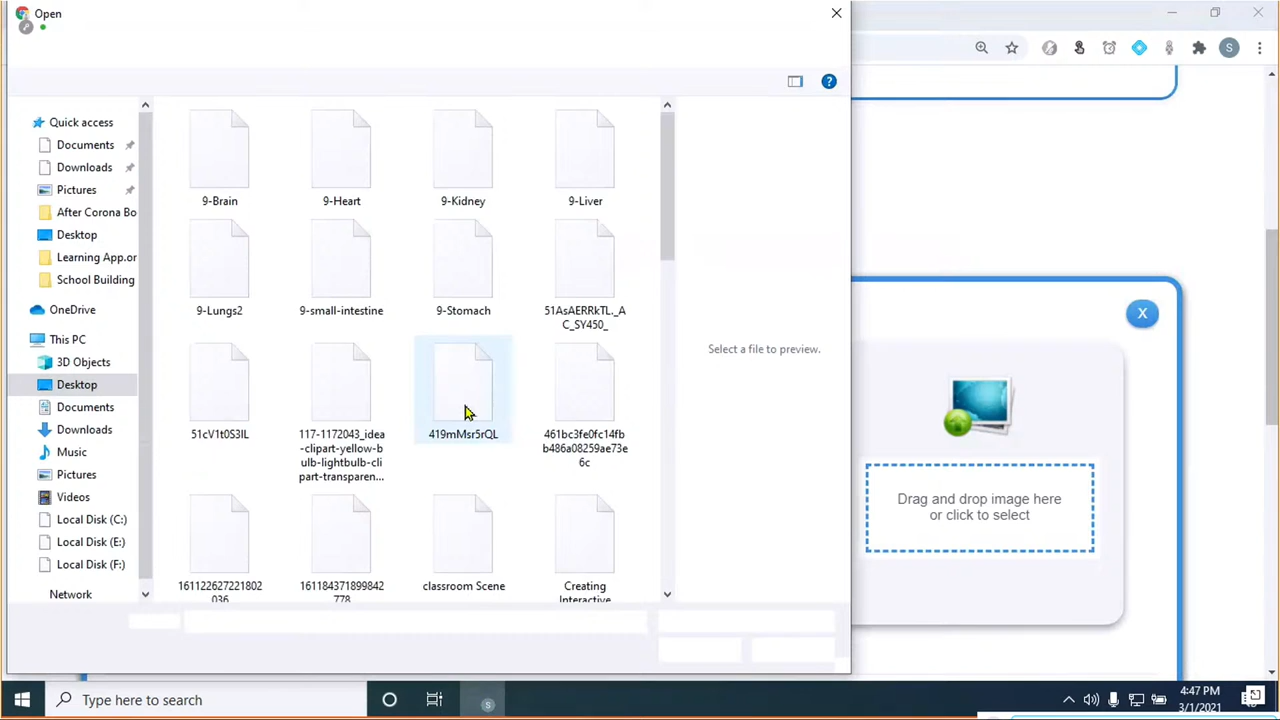 Open
S
Quick access
Documents
Downloads
Pictures
After Corona Bo
Desktop
Learning App.or
School Building
OneDrive
This PC
3D Objects
Desktop
Documents
Downloads
Music
Pictures
Videos
Local Disk (C:)
Local Disk (E:)
Local Disk (F:)
Network
9-Brain
9-Heart
9-Kidney
9-Liver
9-Lungs2
9-small-intestine
9-Stomach
51AsAERRkTL._A
C_SY450_
51cV1t0S3IL
117-1172043_idea
-clipart-yellow-b
ulb-lightbulb-cli
part-transparen...
419mMsr5rQL
461bc3fe0fc14fb
b486a08259ae73e
6c
161122627221802
036
161184371899842
778
classroom Scene
Creating
Interactive
Select a file to preview.
X
Drag and drop image here
or click to select
Type here to search
S
4:47 PM
3/1/2021